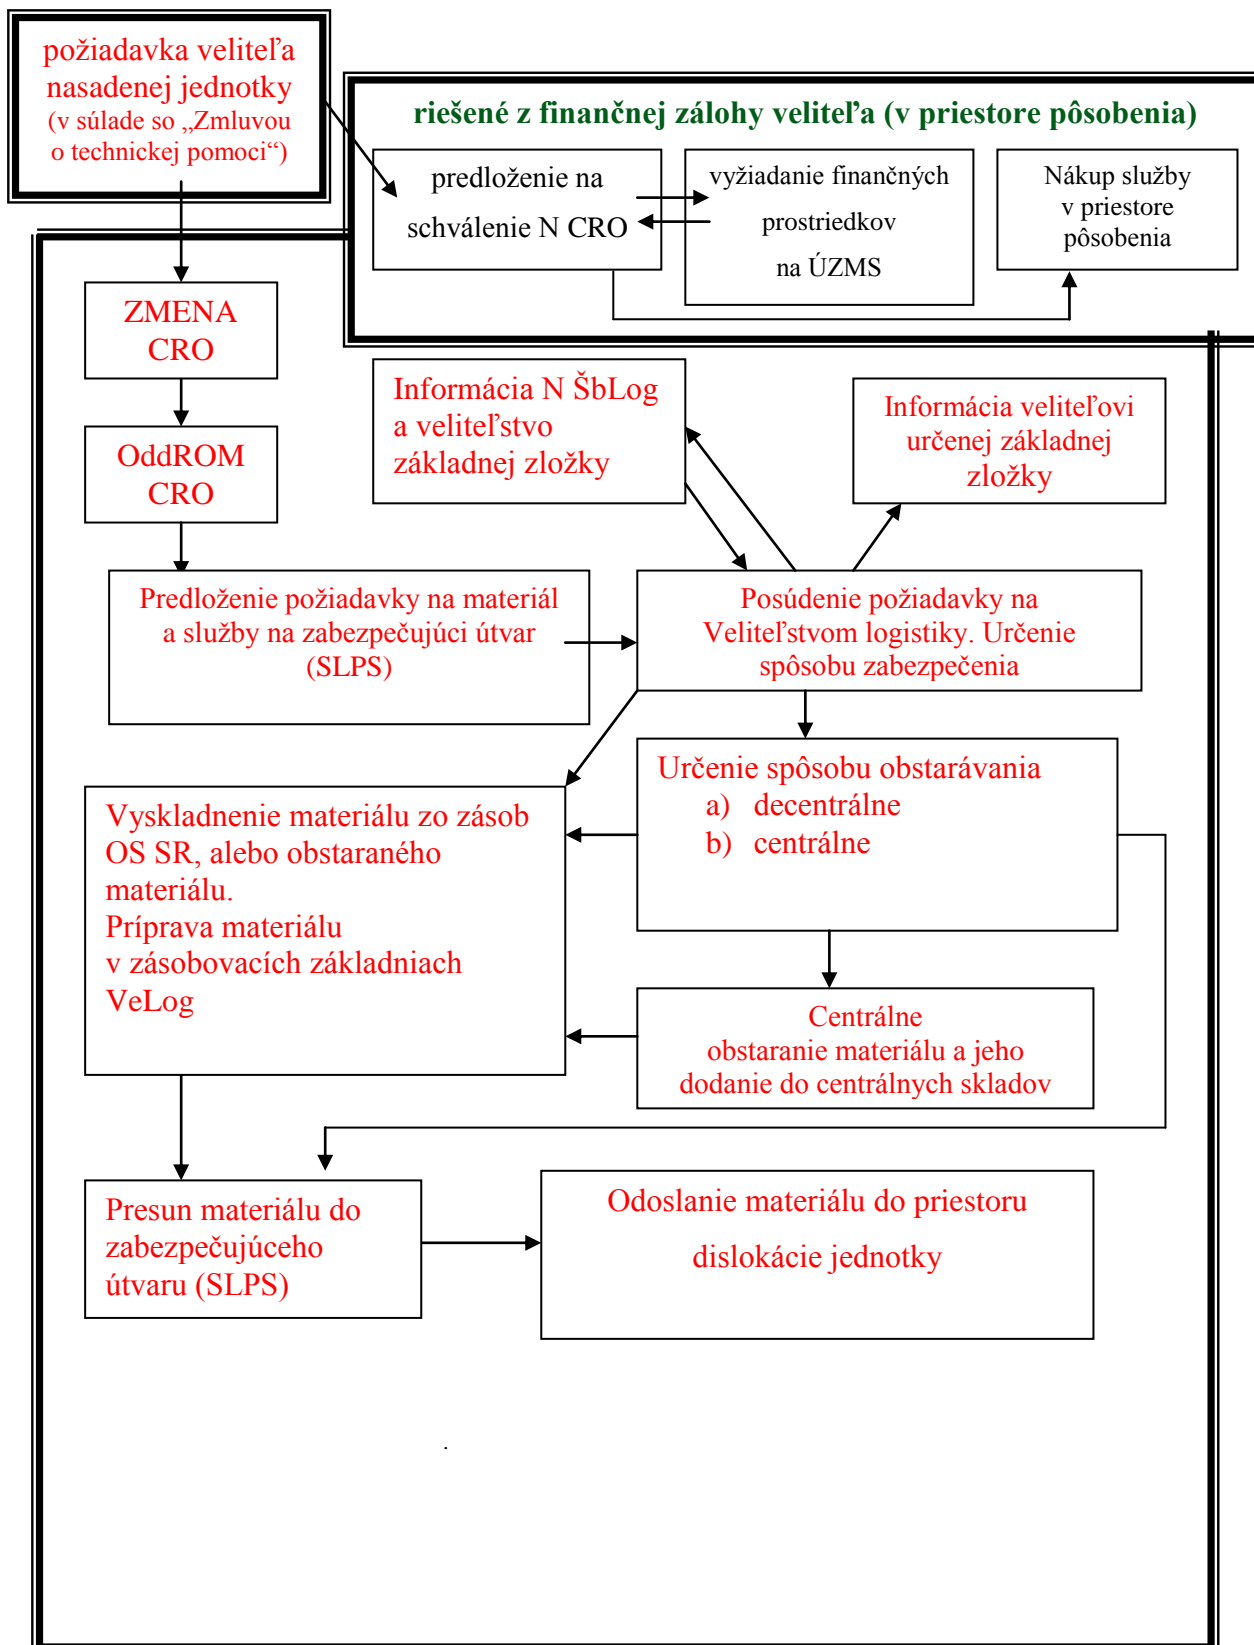 požiadavka veliteľa
nasadenej jednotky
(v súlade so „Zmluvou
o technickej pomoci“)
riešené z finančnej zálohy veliteľa (v priestore pôsobenia)
predloženie na
schválenie N CRO
vyžiadanie finančných
prostriedkov
na ÚZMS
Nákup služby
v priestore
pôsobenia
ZMENA
CRO
OddROM
CRO
Informácia N ŠbLog
a veliteľstvo
základnej zložky
Informácia veliteľovi
určenej základnej
zložky
Predloženie požiadavky na materiál
a služby na zabezpečujúci útvar
(SLPS)
Posúdenie požiadavky na
Veliteľstvom logistiky. Určenie
spôsobu zabezpečenia
Určenie spôsobu obstarávania
a) decentrálne
b) centrálne
Vyskladnenie materiálu zo zásob
OS SR, alebo obstaraného
materiálu.
Príprava materiálu
v zásobovacích základniach
VeLog
Centrálne
obstaranie materiálu a jeho
dodanie do centrálnych skladov
Presun materiálu do
zabezpečujúceho
útvaru (SLPS)
Odoslanie materiálu do priestoru
dislokácie jednotky
.